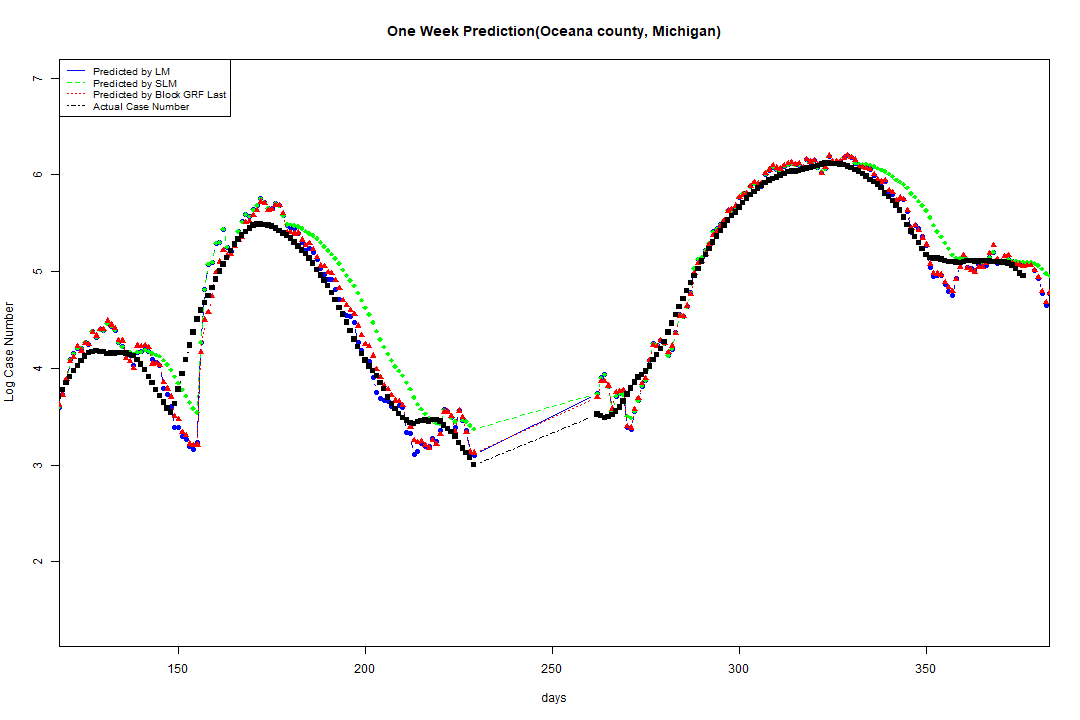 One Week Prediction(Oceana county, Michigan)
Predicted by LM
Predicted by SLM
Predicted by Block GRF Last
Actual Case Number
7
6
5
4
3
2
Log Case Number
150
200
250
300
350
days